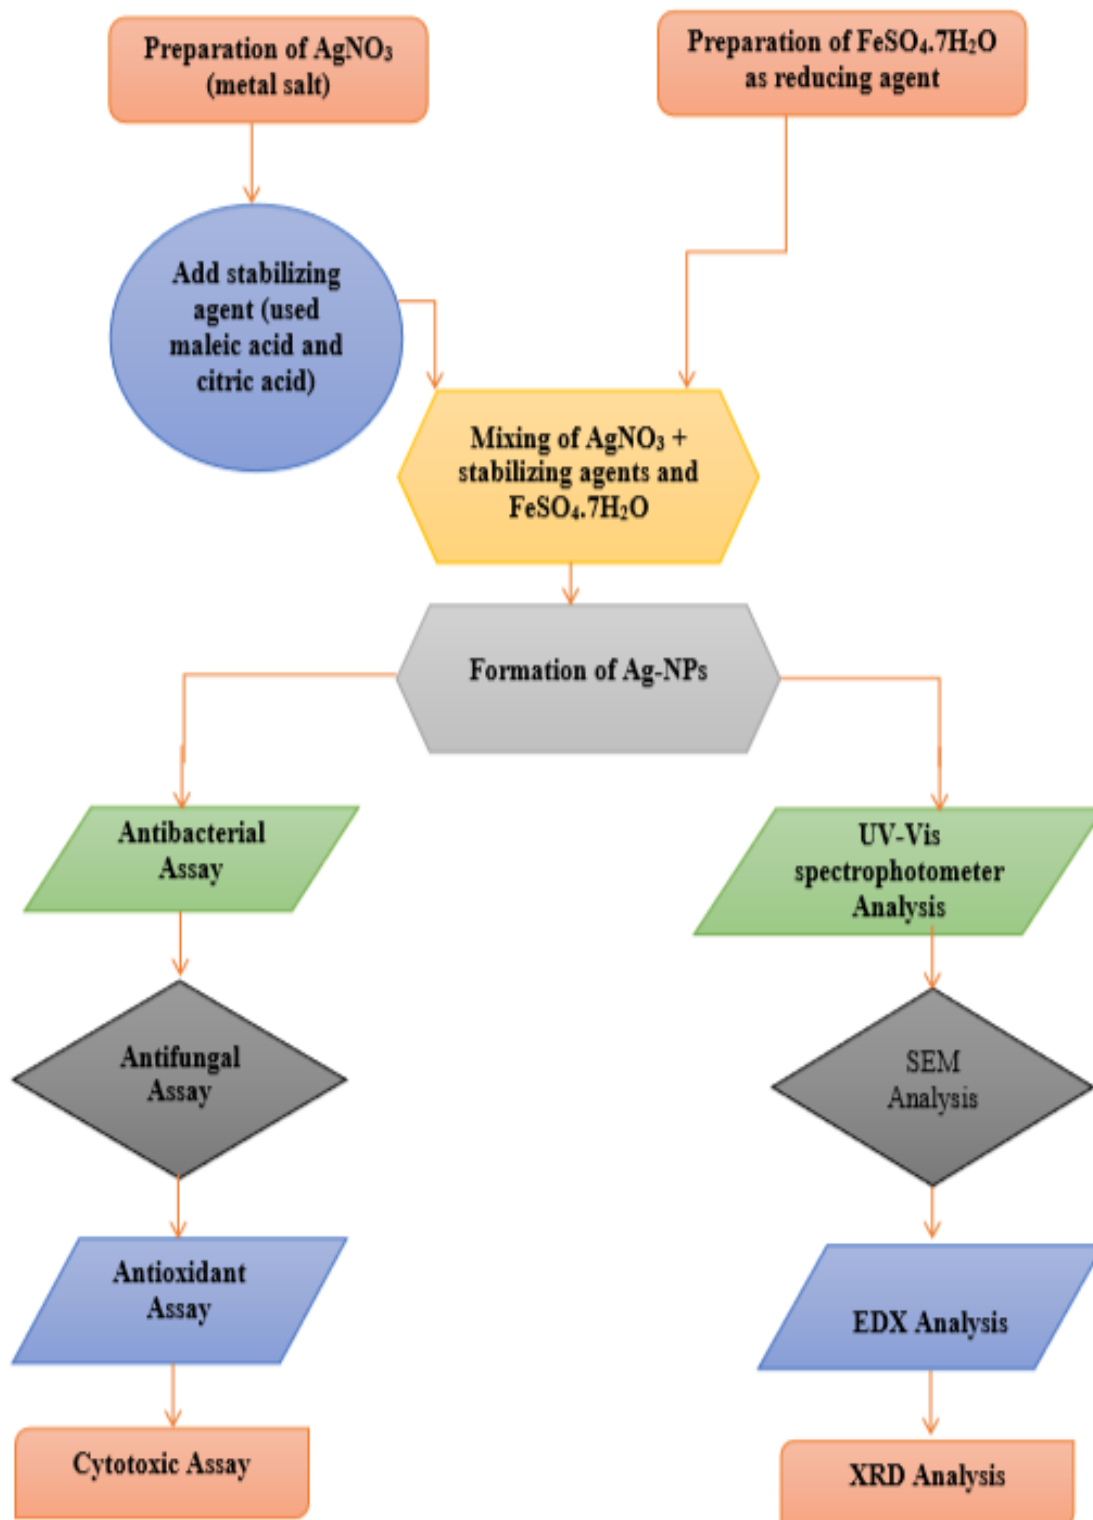 Preparation of AgNO₃
(metal salt)
Preparation of FeSO₄.7H₂O
as reducing agent
Add stabilizing
agent (used
maleic acid and
citric acid)
Mixing of AgNO₃ +
stabilizing agents and
FeSO₄.7H₂O
Formation of Ag-NPs
Antibacterial
Assay
UV-Vis
spectrophotometer
Analysis
Antifungal
Assay
SEM
Analysis
Antioxidant
Assay
EDX Analysis
Cytotoxic Assay
XRD Analysis